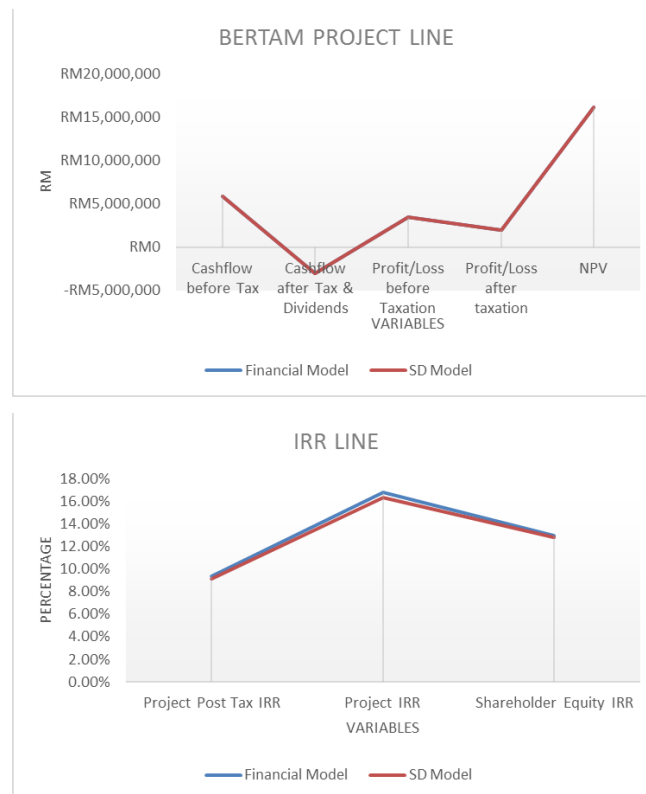 BERTAM PROJECT LINE
RM20,000,000
RM15,000,000
RM10,000,000
RM5,000,000
RM0
-RM5,000,000
RM
Cashflow
before Tax
Cashflow
after Tax &
Dividends
Profit/Loss
before
Taxation
Profit/Loss
after
taxation
NPV
VARIABLES
Financial Model
SD Model
IRR LINE
18.00%
16.00%
14.00%
12.00%
10.00%
8.00%
6.00%
4.00%
2.00%
0.00%
PERCENTAGE
Project Post Tax IRR
Project IRR
Shareholder Equity IRR
VARIABLES
Financial Model
SD Model